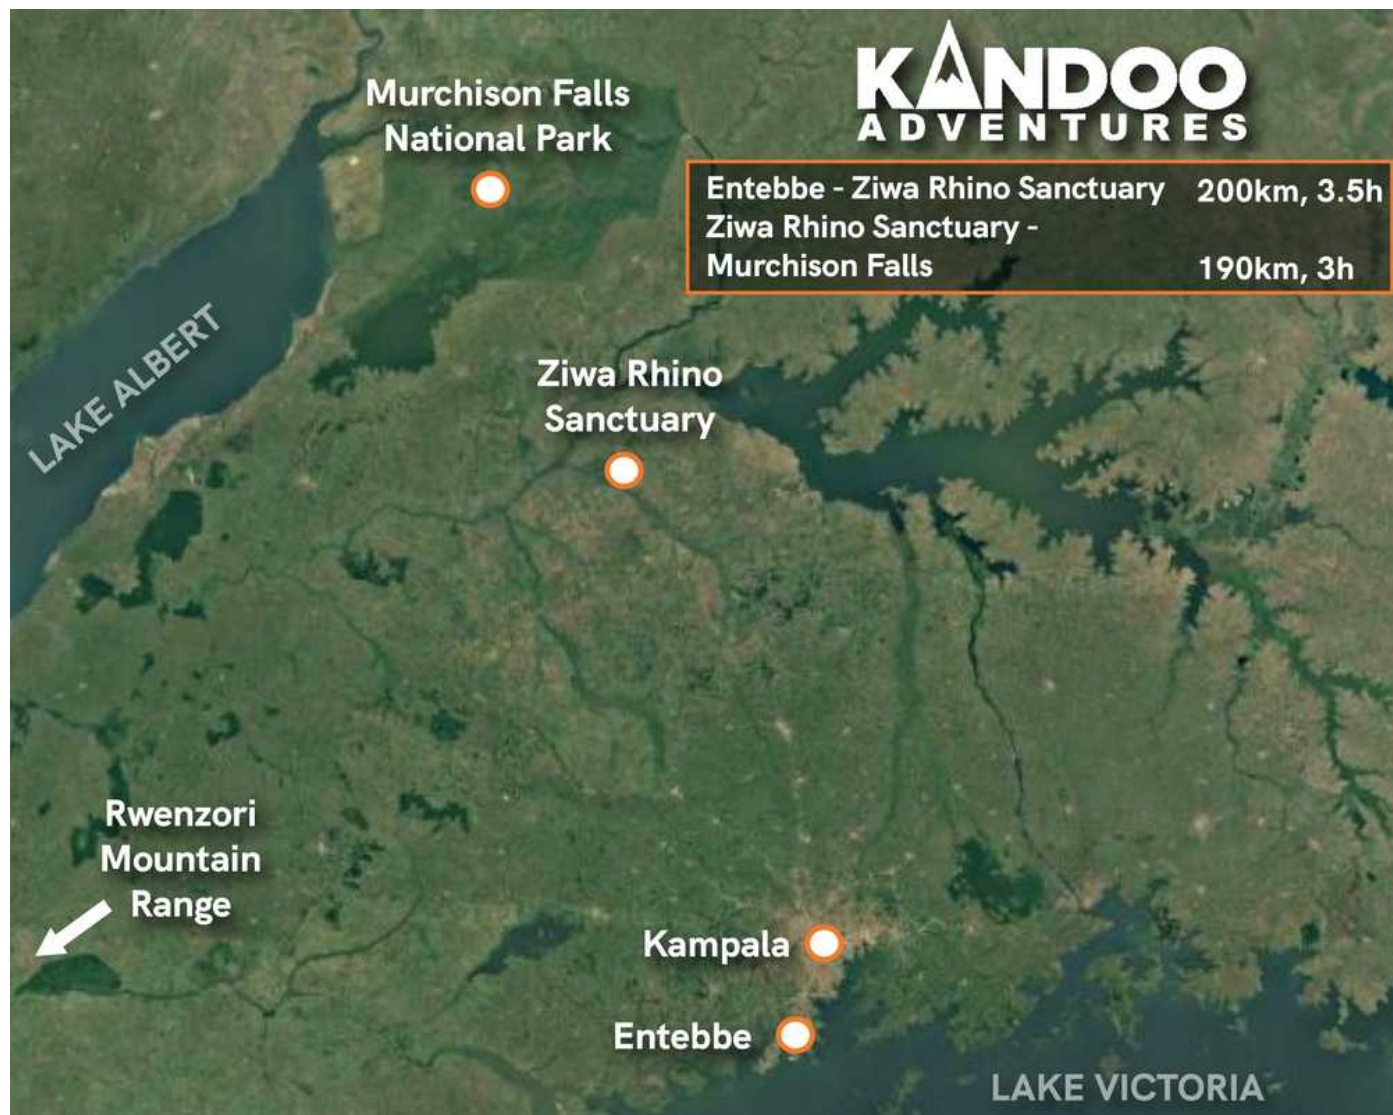 KANDOO
ADVENTURES
Murchison Falls
National Park
Entebbe - Ziwa Rhino Sanctuary 200km, 3.5h
Ziwa Rhino Sanctuary -
Murchison Falls 190km, 3h
LAKE ALBERT
Ziwa Rhino
Sanctuary
Rwenzori
Mountain
Range
Kampala
Entebbe
LAKE VICTORIA